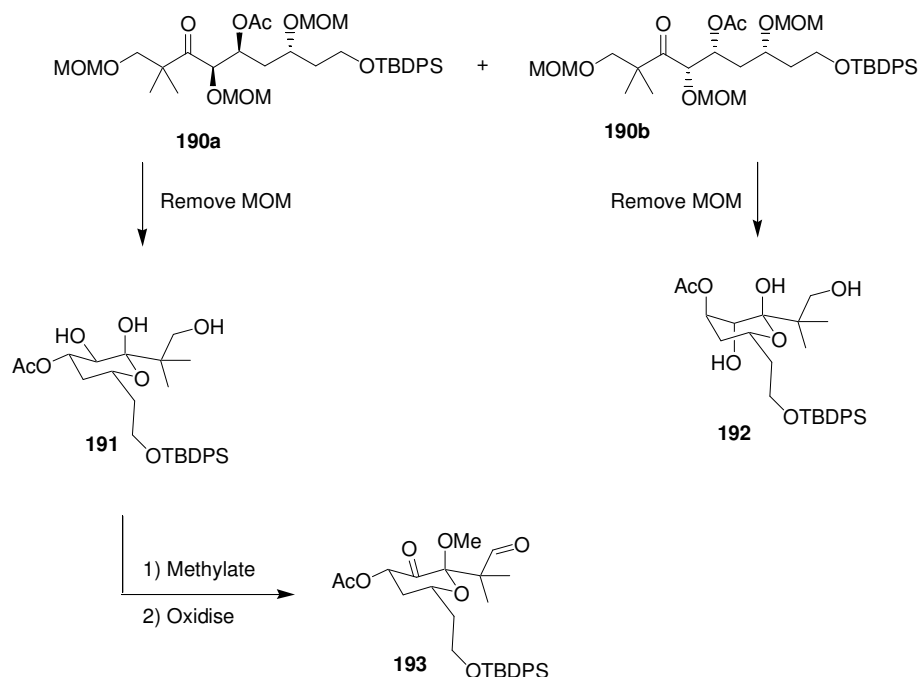 OAc OMOM
O
MOMO OTBDPS
OMOM
190a
+
OAc OMOM
O
MOMO OTBDPS
OMOM
190b
Remove MOM
Remove MOM
HO OH OH
AcO O
OTBDPS
191
AcO OH OH
O
HO
OTBDPS
192
1) Methylate
2) Oxidise
O OMe O
AcO O
OTBDPS
193